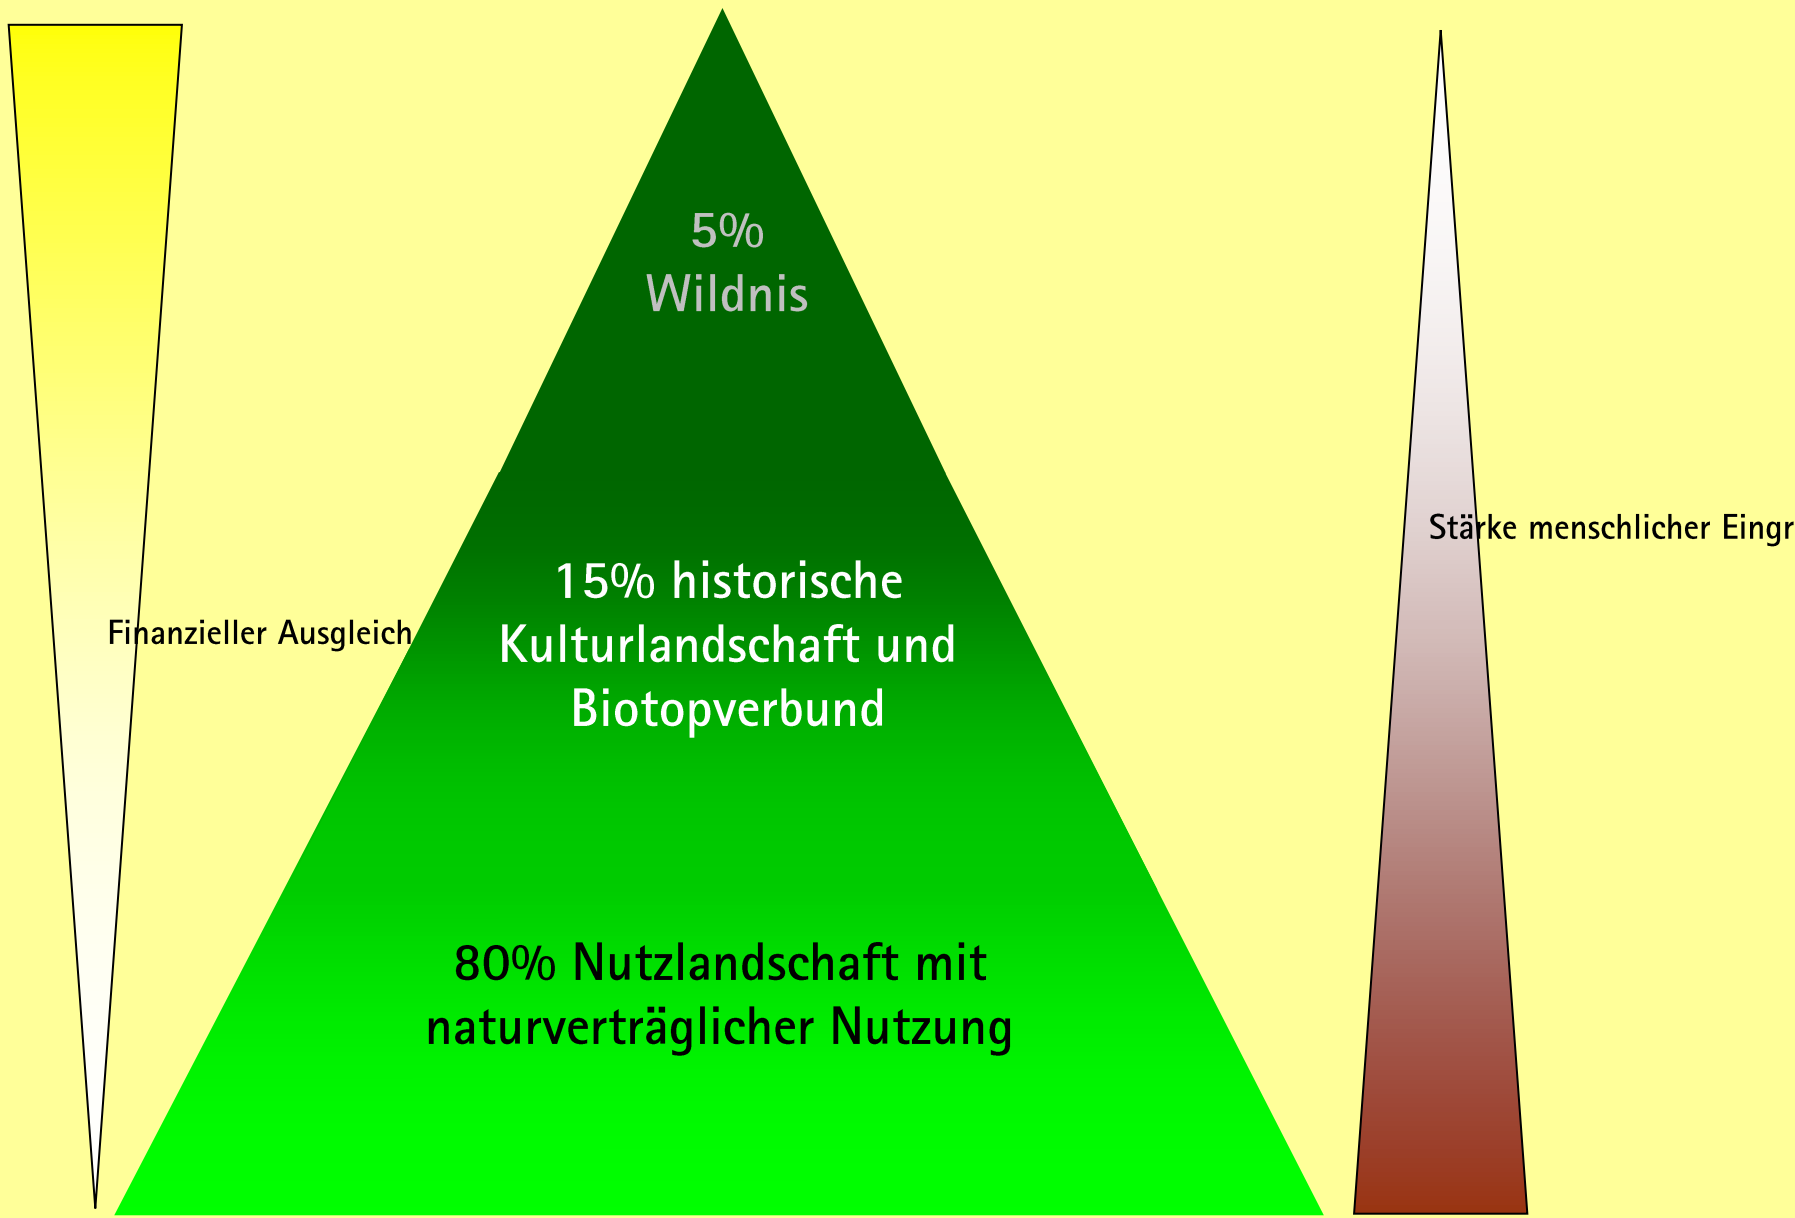 5%
Wildnis
Stärke menschlicher Eingr
15% historische
Kulturlandschaft und
Biotopverbund
Finanzieller Ausgleich
80% Nutzlandschaft mit
naturverträglicher Nutzung